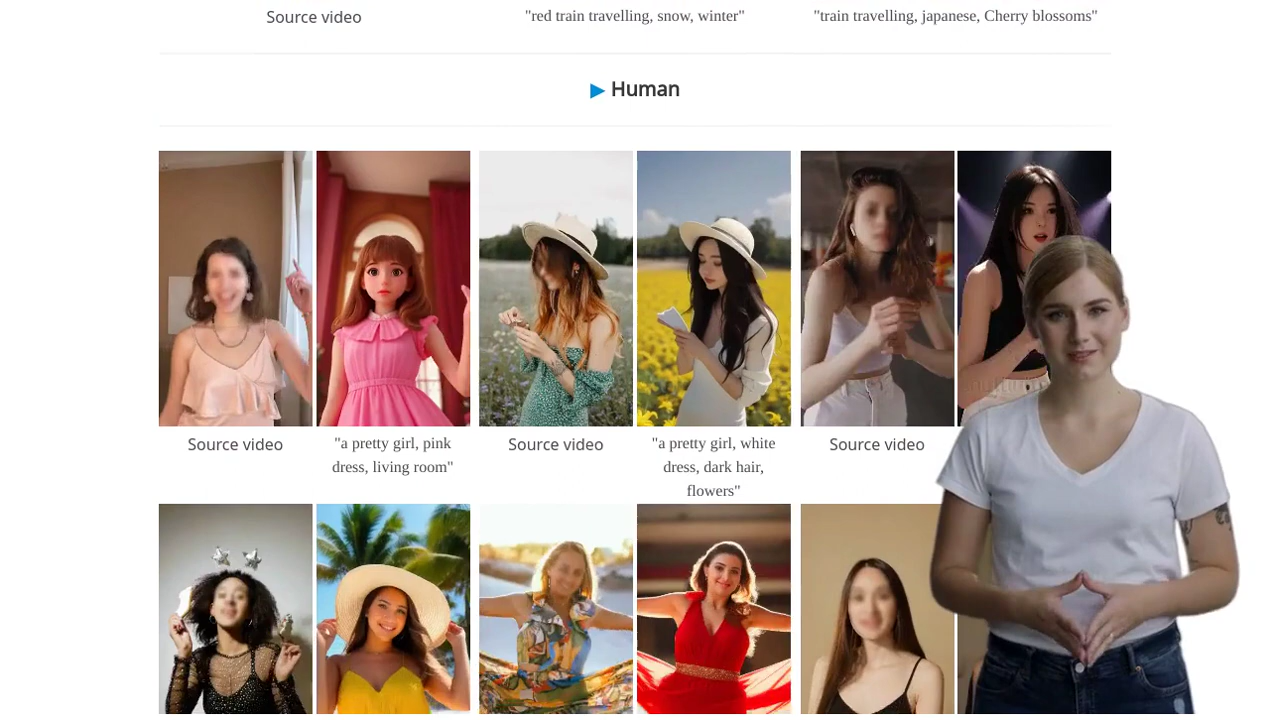 Source video
"red train travelling, snow, winter"
"train travelling, japanese, Cherry blossoms"
▶ Human
Source video
"a pretty girl, pink
dress, living room"
Source video
"a pretty girl, white
dress, dark hair,
flowers"
Source video